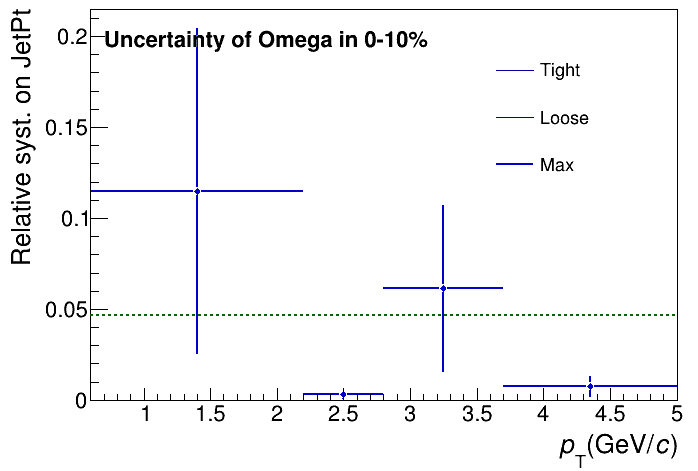 Uncertainty of Omega in 0-10%
Relative syst. on JetPt
Tight
Loose
Max
0.2
0.15
0.1
0.05
0
1 1.5 2 2.5 3 3.5 4 4.5 5
p_T(GeV/c)